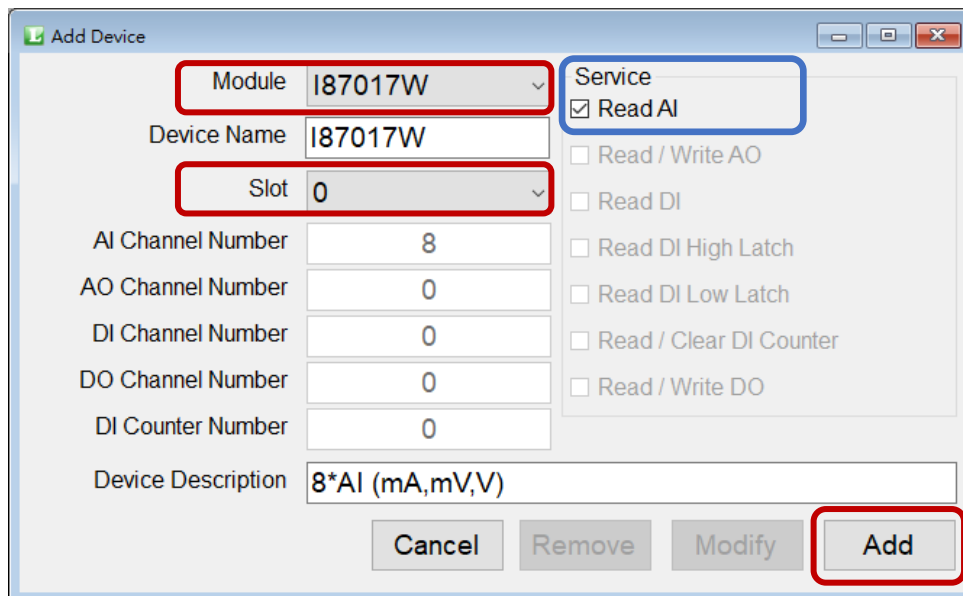 Add Device
Module I87017W
Device Name I87017W
Slot 0
AI Channel Number 8
AO Channel Number 0
DI Channel Number 0
DO Channel Number 0
DI Counter Number 0
Service
Read AI
Read / Write AO
Read DI
Read DI High Latch
Read DI Low Latch
Read / Clear DI Counter
Read / Write DO
Device Description 8*AI (mA,mV,V)
Cancel Remove Modify Add